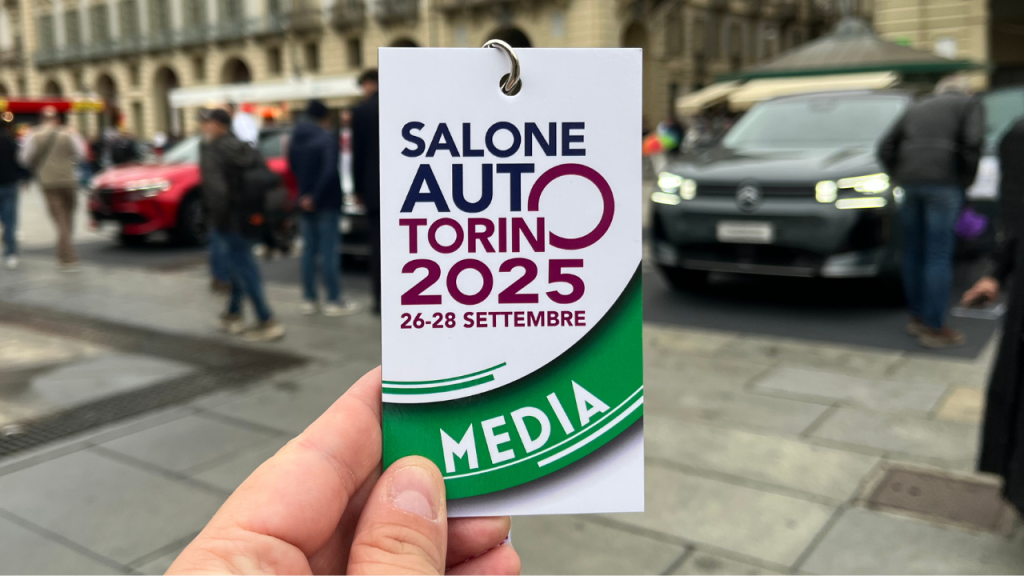 SALONE
AUTO
TORINO
2025
26-28 SETTEMBRE
MEDIA